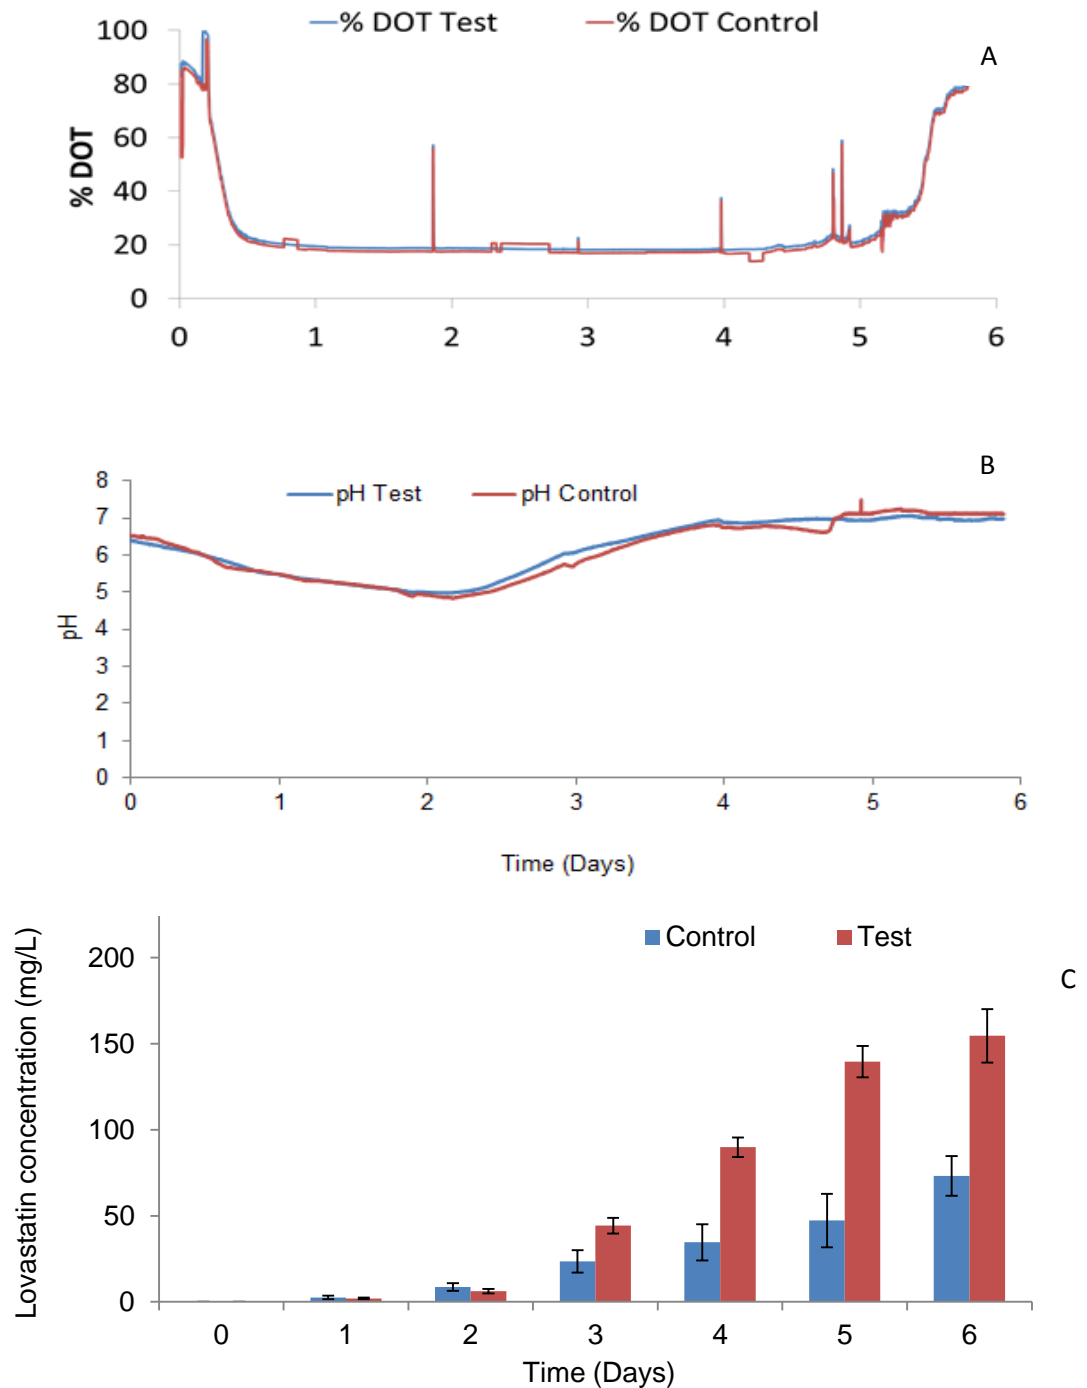 % DOT Test % DOT Control
A
100
80
60
40
20
0
% DOT
0 1 2 3 4 5 6
B
pH Test pH Control
8
7
6
5
4
3
2
1
0
pH
0 1 2 3 4 5 6
Time (Days)
Control Test
C
200
150
100
50
0
Lovastatin concentration (mg/L)
0 1 2 3 4 5 6
Time (Days)